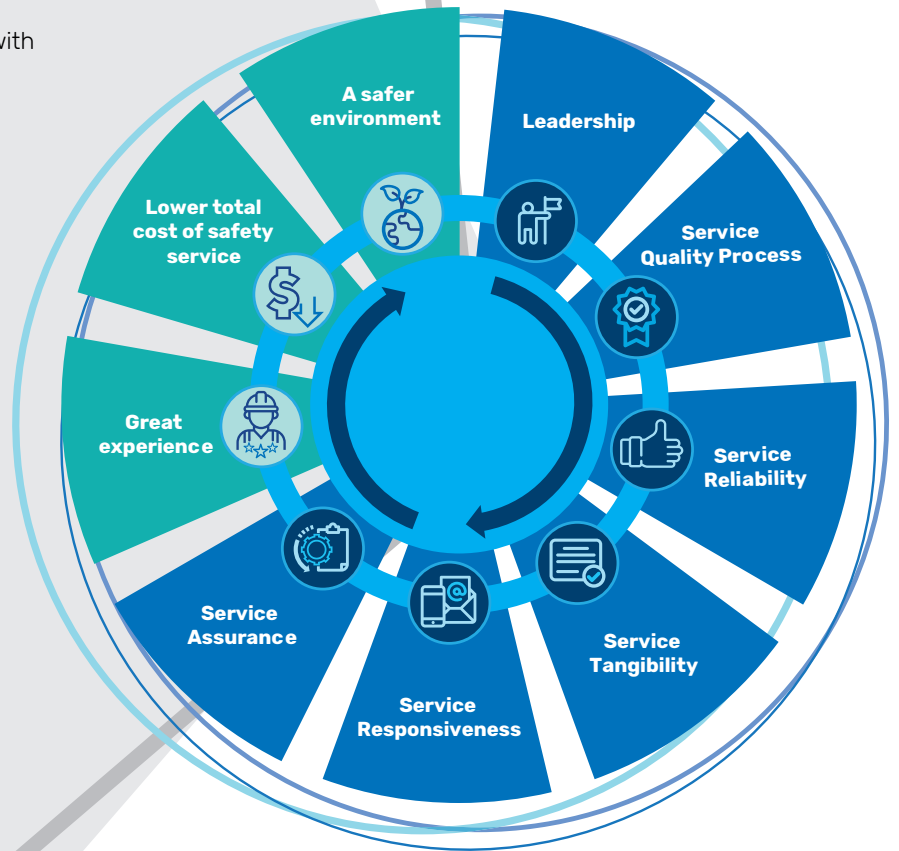 with
A safer
environment
Leadership
Service
Quality Process
Service
Reliability
Service
Tangibility
Service
Responsiveness
Service
Assurance
Great
experience
Lower total
cost of safety
service